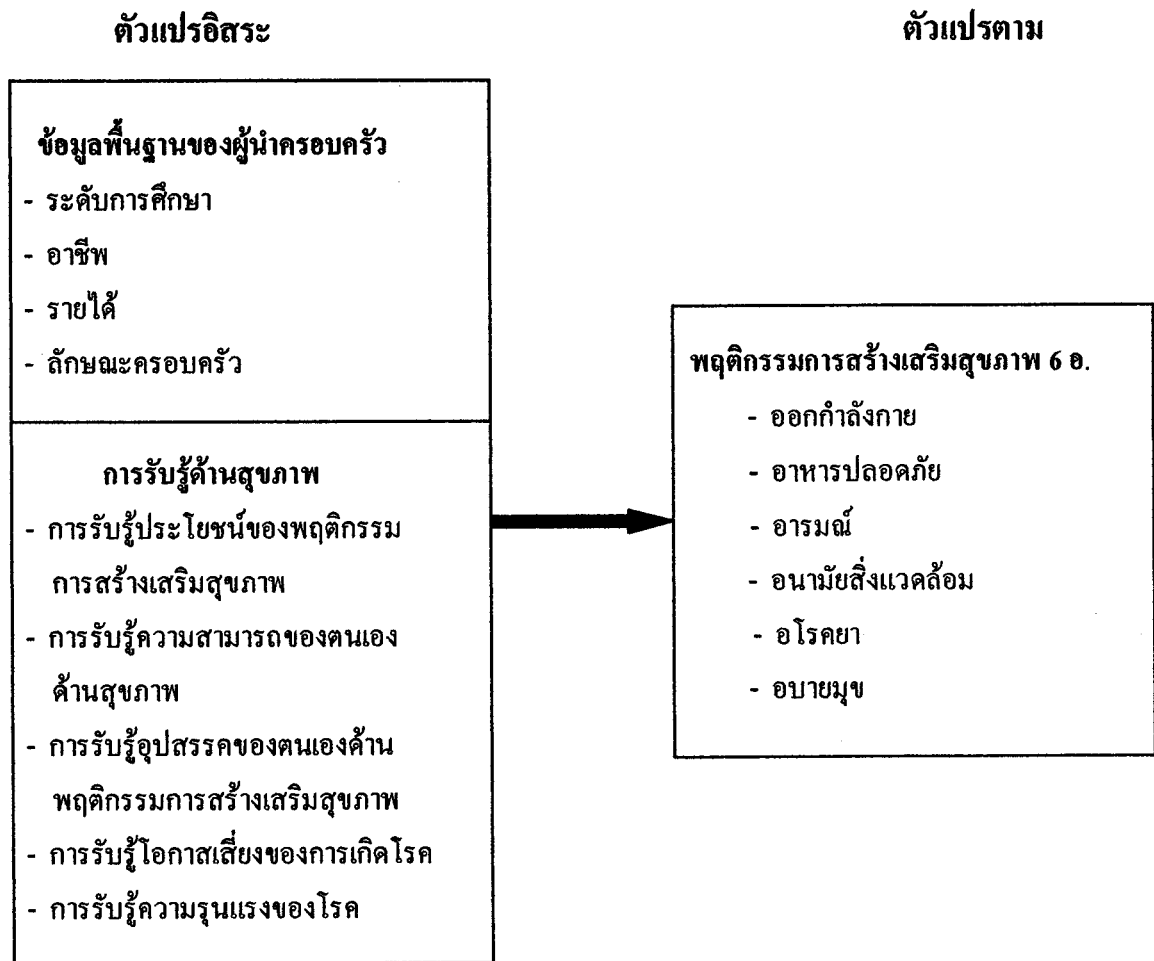 ตัวแปรอิสระ
ตัวแปรตาม
ข้อมูลพื้นฐานของผู้นำครอบครัว
- ระดับการศึกษา
- อาชีพ
- รายได้
- ลักษณะครอบครัว
การรับรู้ด้านสุขภาพ
- การรับรู้ประโยชน์ของพฤติกรรม
การสร้างเสริมสุขภาพ
- การรับรู้ความสามารถของตนเอง
ด้านสุขภาพ
- การรับรู้อุปสรรคของตนเองด้าน
พฤติกรรมการสร้างเสริมสุขภาพ
- การรับรู้โอกาสเสี่ยงของการเกิดโรค
- การรับรู้ความรุนแรงของโรค
พฤติกรรมการสร้างเสริมสุขภาพ 6 อ.
- ออกกำลังกาย
- อาหารปลอดภัย
- อารมณ์
- อนามัยสิ่งแวดล้อม
- อโรคยา
- อบายมุข